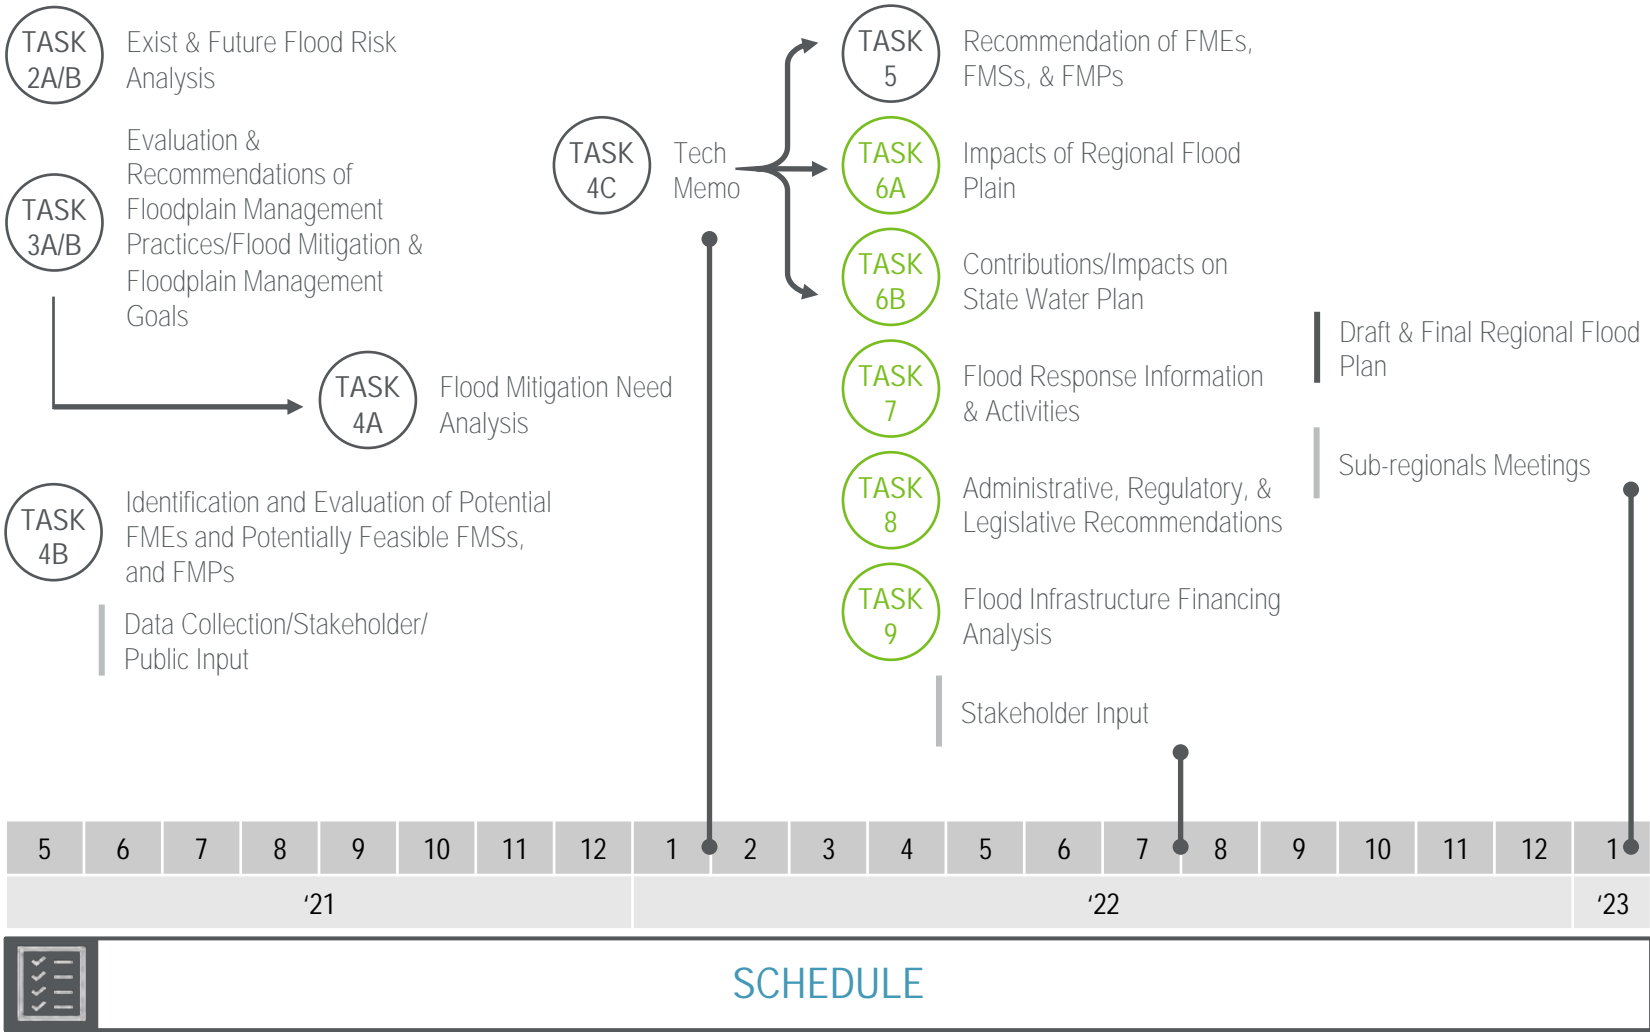 TASK
2A/B
Exist & Future Flood Risk
Analysis
TASK
3A/B
Evaluation &
Recommendations of
Floodplain Management
Practices/Flood Mitigation &
Floodplain Management
Goals
TASK
4A
Flood Mitigation Need
Analysis
TASK
4B
Identification and Evaluation of Potential
FMEs and Potentially Feasible FMSs,
and FMPs
Data Collection/Stakeholder/
Public Input
TASK
4C
Tech
Memo
TASK
5
Recommendation of FMEs,
FMSs, & FMPs
TASK
6A
Impacts of Regional Flood
Plain
TASK
6B
Contributions/Impacts on
State Water Plan
TASK
7
Flood Response Information
& Activities
TASK
8
Administrative, Regulatory, &
Legislative Recommendations
TASK
9
Flood Infrastructure Financing
Analysis
Stakeholder Input
Draft & Final Regional Flood
Plan
Sub-regionals Meetings
5 6 7 8 9 10 11 12 1 2 3 4 5 6 7 8 9 10 11 12 1
‘21 ‘22 ‘23
SCHEDULE